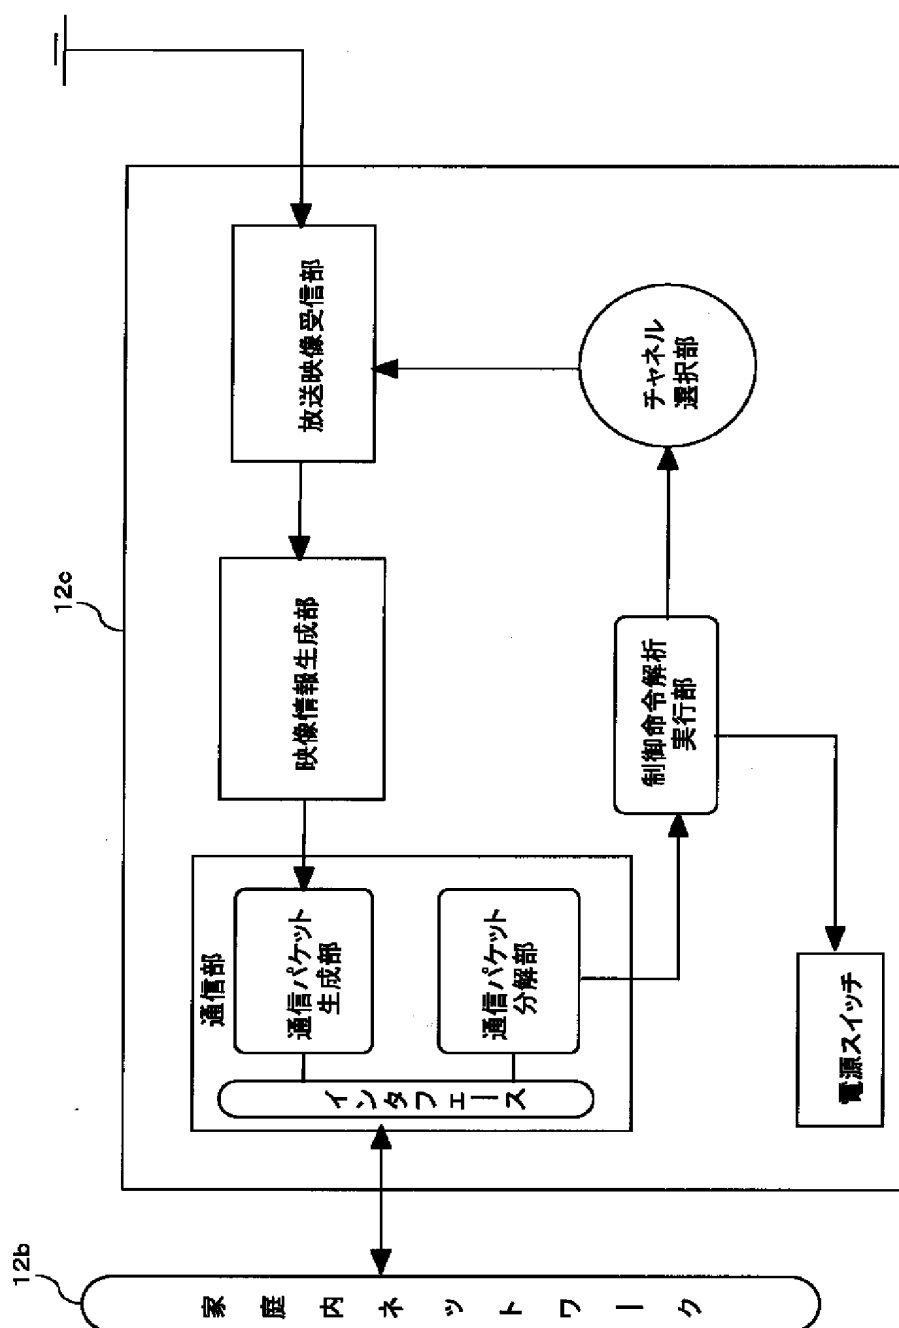 12b
家庭内ネットワーク
12c
通信部
インタフェース
通信パケット
生成部
通信パケット
分解部
映像情報生成部
放送映像受信部
制御命令解析
実行部
チャネル
選択部
電源スイッチ